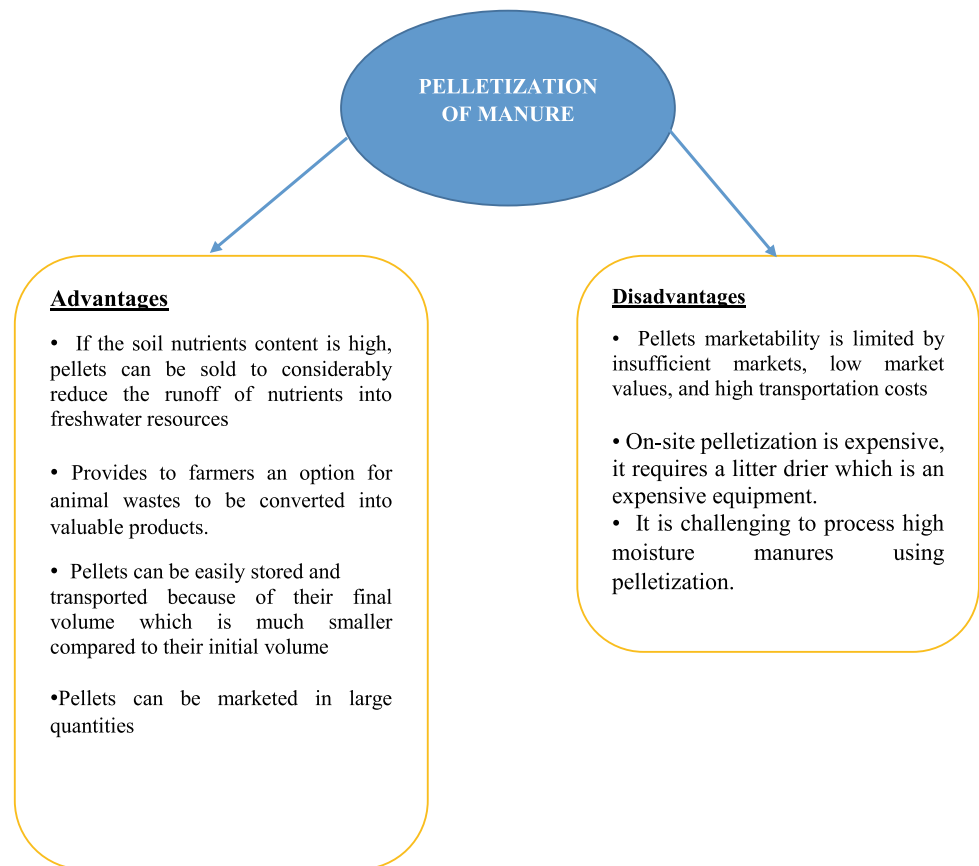 PELLETIZATION
OF MANURE
Advantages
• If the soil nutrients content is high,
pellets can be sold to considerably
reduce the runoff of nutrients into
freshwater resources
• Provides to farmers an option for
animal wastes to be converted into
valuable products.
• Pellets can be easily stored and
transported because of their final
volume which is much smaller
compared to their initial volume
•Pellets can be marketed in large
quantities
Disadvantages
• Pellets marketability is limited by
insufficient markets, low market
values, and high transportation costs
• On-site pelletization is expensive,
it requires a litter drier which is an
expensive equipment.
• It is challenging to process high
moisture manures using
pelletization.